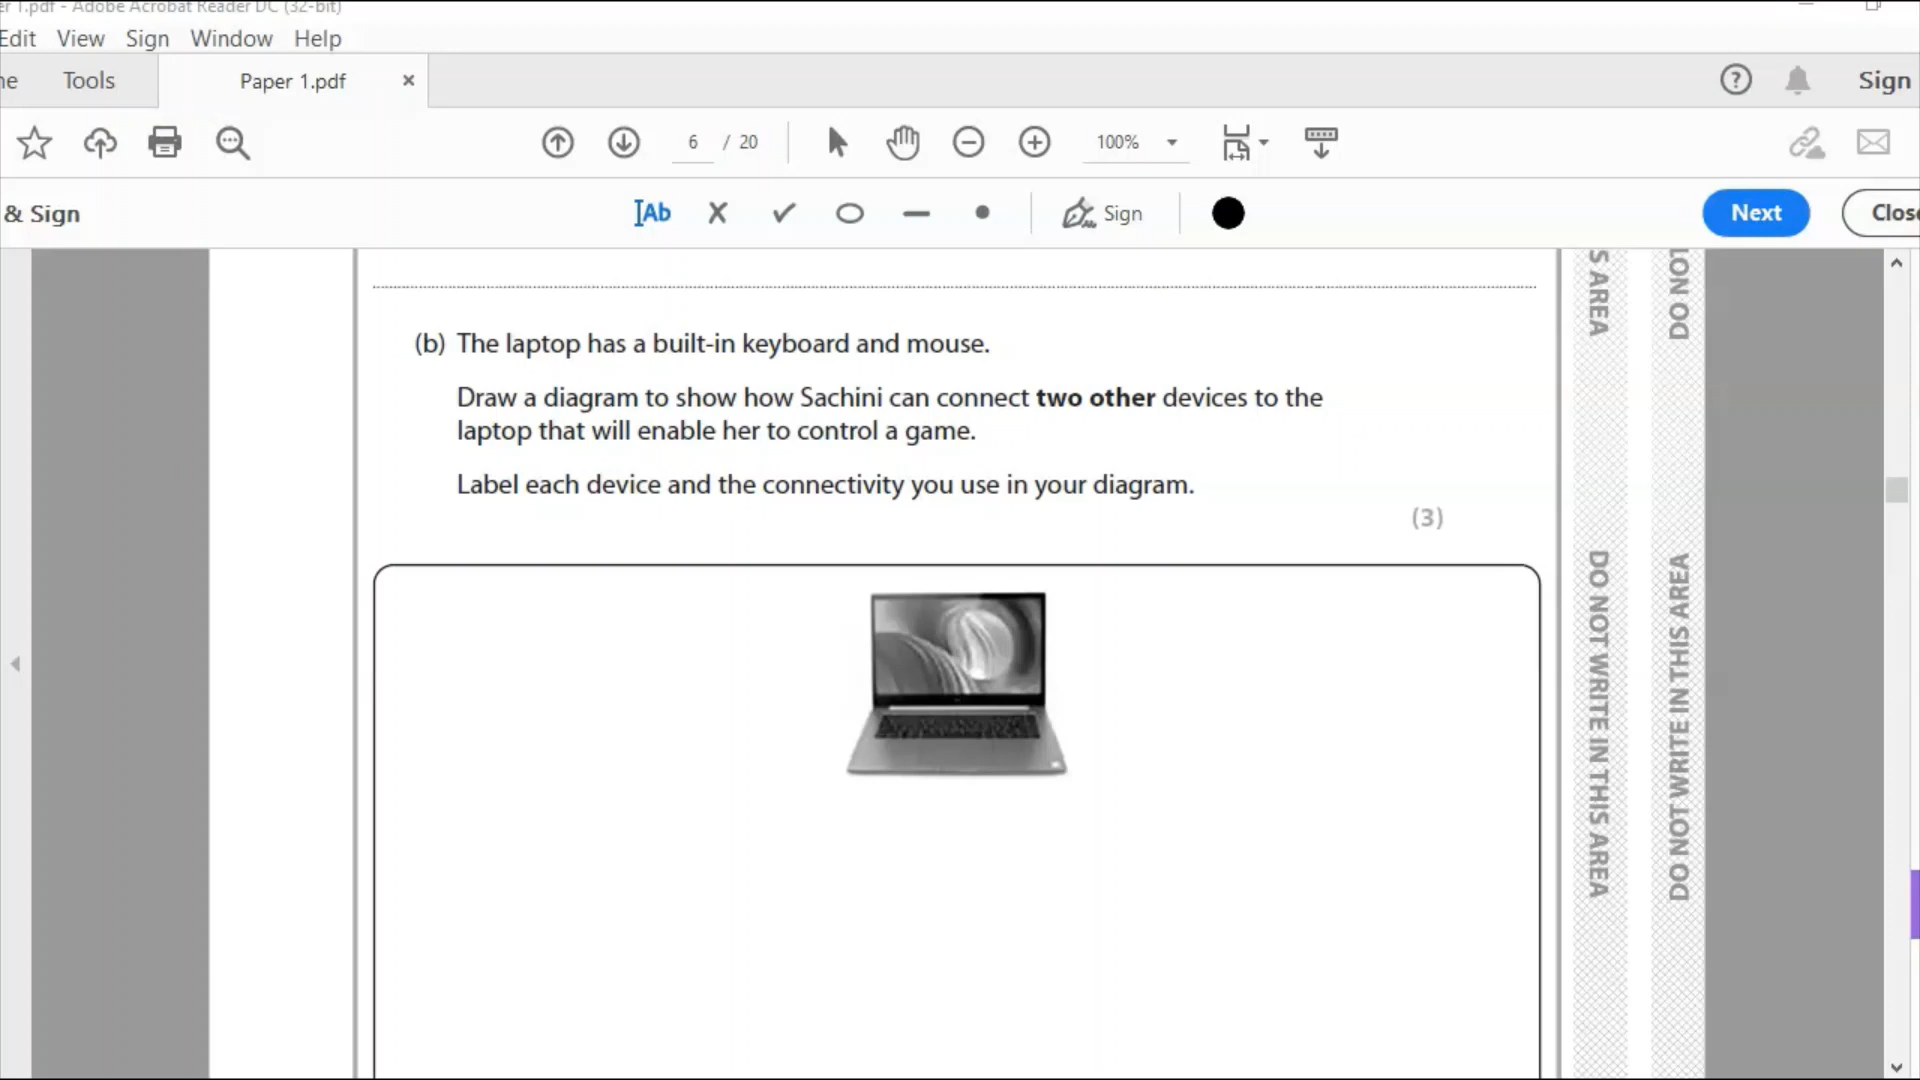 er 1.pdf - Adobe Acrobat Reader DC (32-bit)
Edit View Sign Window Help
ne Tools Paper 1.pdf × ? Sign
6 / 20 100%
& Sign IAb Sign Next Close
(b) The laptop has a built-in keyboard and mouse.
Draw a diagram to show how Sachini can connect two other devices to the
laptop that will enable her to control a game.
Label each device and the connectivity you use in your diagram.
(3)
S AREA
DO NOT
DO NOT WRITE IN THIS AREA
DO NOT WRITE IN THIS AREA